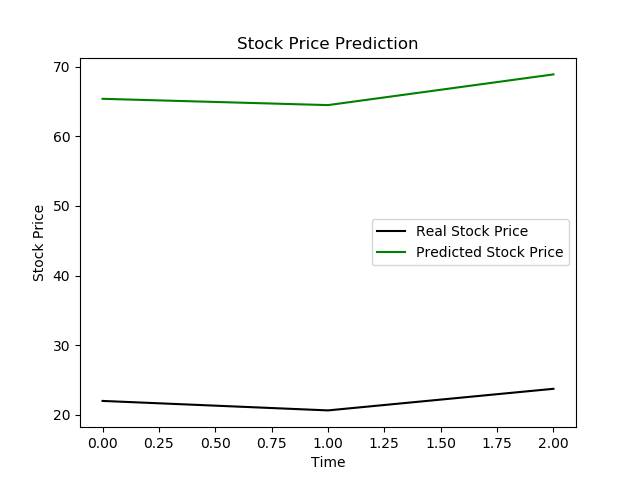 Stock Price Prediction
70
60
50
40
30
20
Stock Price
Real Stock Price
Predicted Stock Price
0.00 0.25 0.50 0.75 1.00 1.25 1.50 1.75 2.00
Time